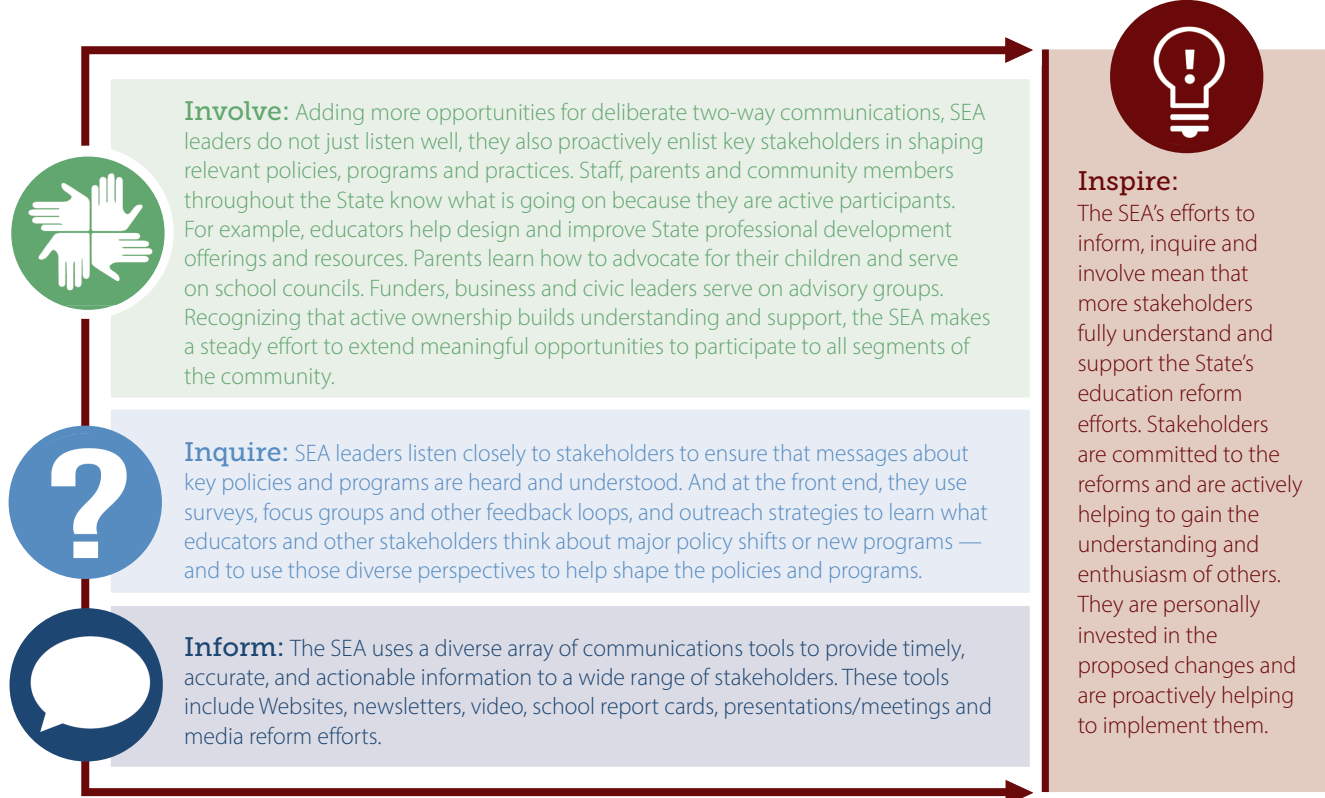 Involve: Adding more opportunities for deliberate two-way communications, SEA
leaders do not just listen well, they also proactively enlist key stakeholders in shaping
relevant policies, programs and practices. Staff, parents and community members
throughout the State know what is going on because they are active participants.
For example, educators help design and improve State professional development
offerings and resources. Parents learn how to advocate for their children and serve
on school councils. Funders, business and civic leaders serve on advisory groups.
Recognizing that active ownership builds understanding and support, the SEA makes
a steady effort to extend meaningful opportunities to participate to all segments of
the community.
?
Inquire: SEA leaders listen closely to stakeholders to ensure that messages about
key policies and programs are heard and understood. And at the front end, they use
surveys, focus groups and other feedback loops, and outreach strategies to learn what
educators and other stakeholders think about major policy shifts or new programs —
and to use those diverse perspectives to help shape the policies and programs.
Inform: The SEA uses a diverse array of communications tools to provide timely,
accurate, and actionable information to a wide range of stakeholders. These tools
include Websites, newsletters, video, school report cards, presentations/meetings and
media reform efforts.
!
Inspire:
The SEA’s efforts to
inform, inquire and
involve mean that
more stakeholders
fully understand and
support the State’s
education reform
efforts. Stakeholders
are committed to the
reforms and are actively
helping to gain the
understanding and
enthusiasm of others.
They are personally
invested in the
proposed changes and
are proactively helping
to implement them.